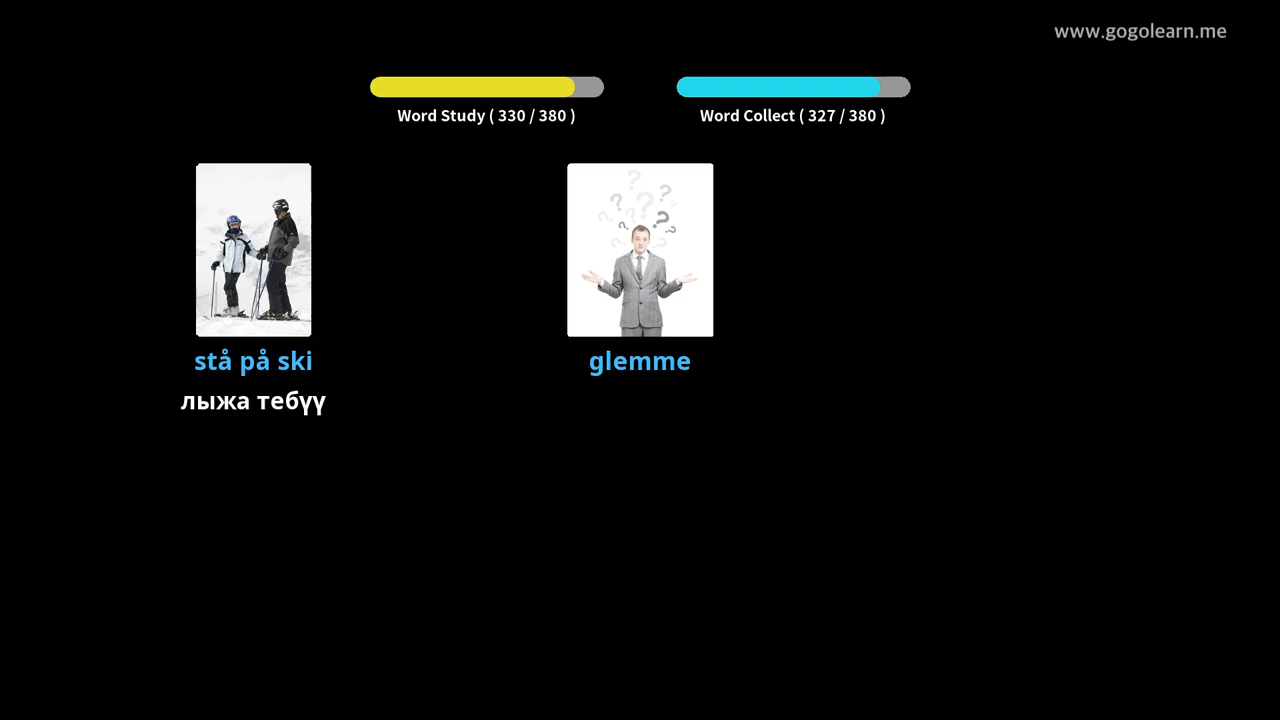 www.gogolearn.me
Word Study ( 330 / 380 )
Word Collect ( 327 / 380 )
stå på ski
лыжа тебүү
glemme